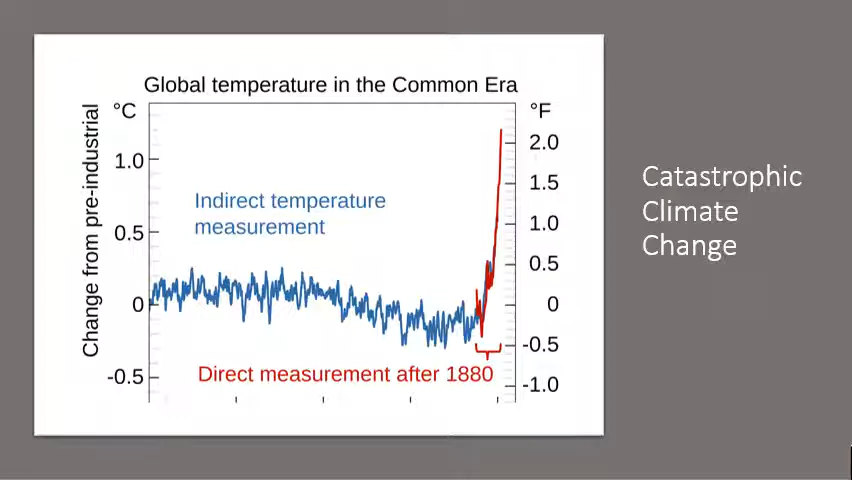 Global temperature in the Common Era
°C
°F
Change from pre-industrial
1.0
0.5
0
-0.5
2.0
1.5
1.0
0.5
0
-0.5
-1.0
Indirect temperature
measurement
Direct measurement after 1880
Catastrophic
Climate
Change